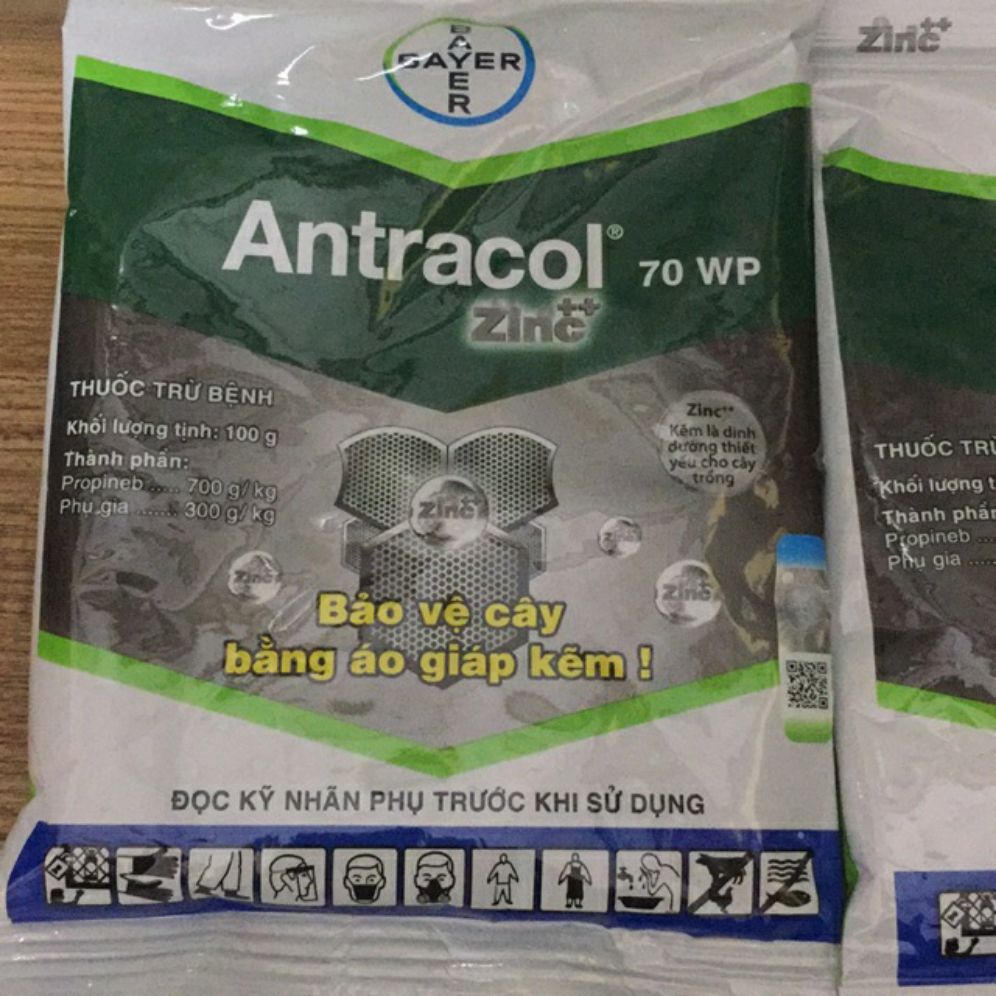 BAYER
BAYER
Zinc++
Antracol® 70 WP
Zinc++
THUỐC TRỪ BỆNH
Khối lượng tịnh: 100 g
Thành phần:
Propineb ..... 700 g/kg
Phụ gia ....... 300 g/kg
Zinc++
Kẽm là dinh
dưỡng thiết
yếu cho cây
trồng
Zinc
Zinc
Zinc
Zinc
Bảo vệ cây
bằng áo giáp kẽm !
ĐỌC KỸ NHÃN PHỤ TRƯỚC KHI SỬ DỤNG
THUỐC TRỪ
Khối lượng
Thành phần
Propineb ...
Phụ gia .....